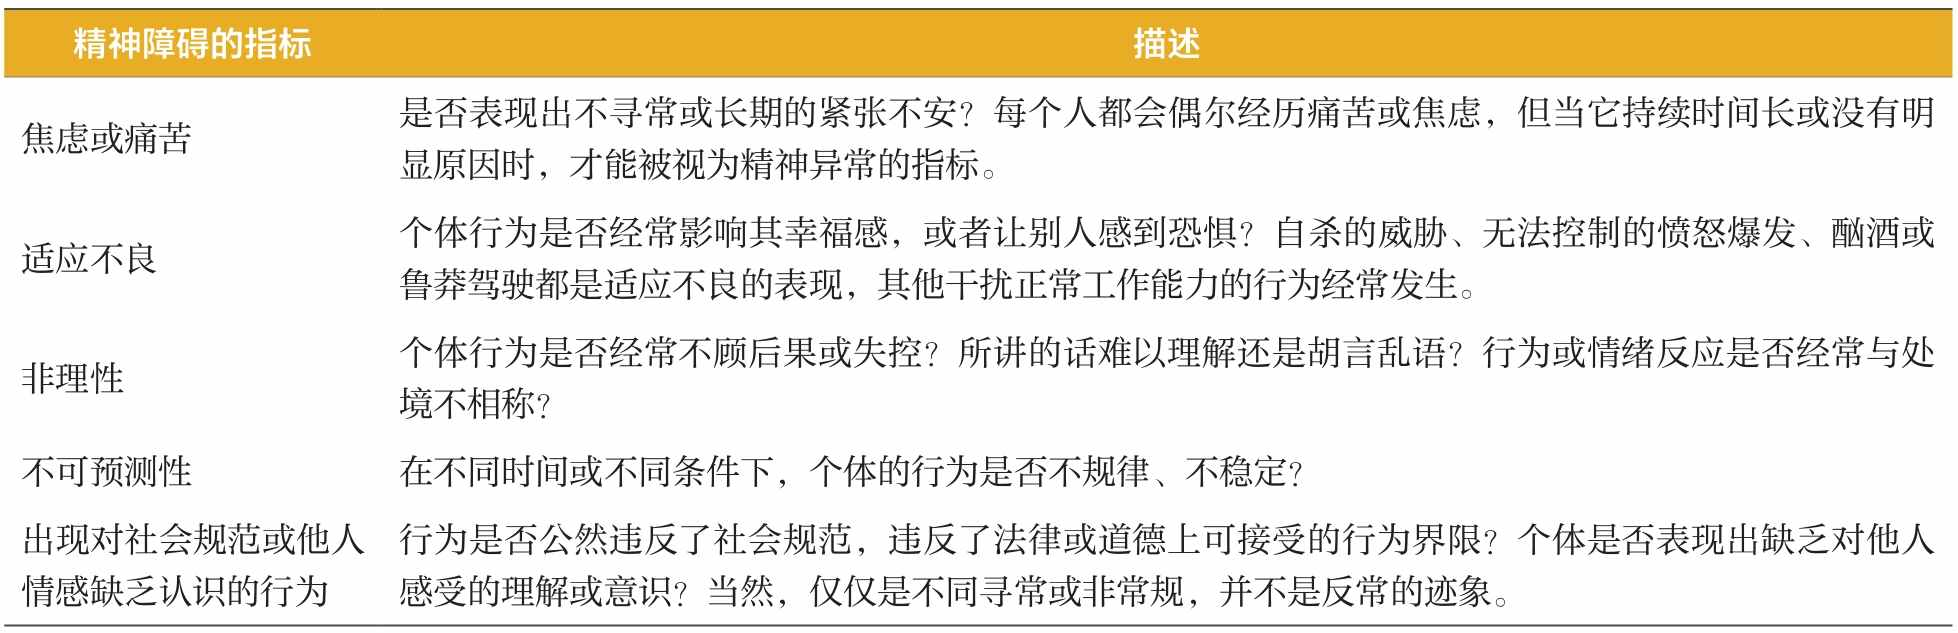 精神障碍的指标
描述
焦虑或痛苦
是否表现出不寻常或长期的紧张不安？每个人都会偶尔经历痛苦或焦虑，但当它持续时间长或没有明
显原因时，才能被视为精神异常的指标。
适应不良
个体行为是否经常影响其幸福感，或者让别人感到恐惧？自杀的威胁、无法控制的愤怒爆发、酗酒或
鲁莽驾驶都是适应不良的表现，其他干扰正常工作能力的行为经常发生。
非理性
个体行为是否经常不顾后果或失控？所讲的话难以理解还是胡言乱语？行为或情绪反应是否经常与处
境不相称？
不可预测性
在不同时间或不同条件下，个体的行为是否不规律、不稳定？
出现对社会规范或他人
情感缺乏认识的行为
行为是否公然违反了社会规范，违反了法律或道德上可接受的行为界限？个体是否表现出缺乏对他人
感受的理解或意识？当然，仅仅是不同寻常或非常规，并不是反常的迹象。